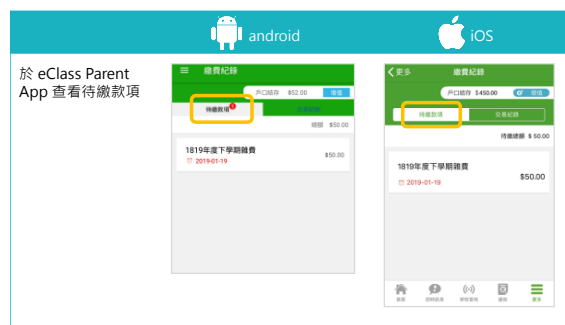 android
iOS
於 eClass Parent
App 查看待繳款項
繳費紀錄
戶口結存 $52.00 增值
待繳款項 交易紀錄
總額 $50.00
1819年度下學期雜費
$50.00
2019-01-19
更多 繳費紀錄
戶口結存 $450.00 增值
待繳款項 交易紀錄
待繳總額 $ 50.00
1819年度下學期雜費
$50.00
2019-01-19
更多